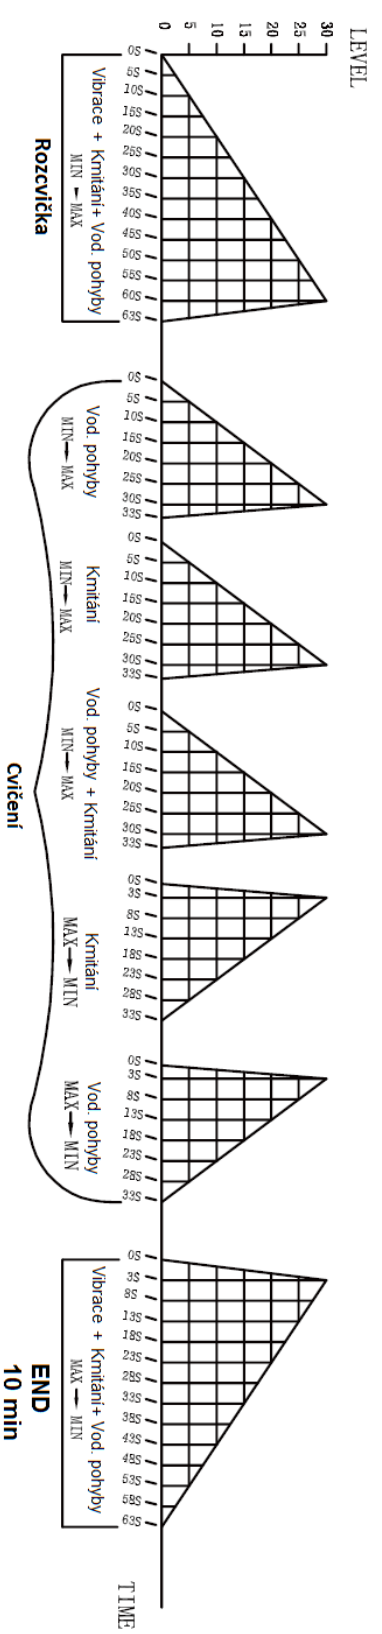 LEVEL
30
25
20
15
10
5
0
0S 5S 10S 15S 20S 25S 30S 35S 40S 45S 50S 55S 60S 63S
Vibrace + Kmitání+ Vod. pohyby
MIN ► MAX
Rozcvička
0S 5S 10S 15S 20S 25S 30S 33S
Vod. pohyby
MIN→ MAX
0S 5S 10S 15S 20S 25S 30S 33S
Kmitání
MIN→ MAX
0S 5S 10S 15S 20S 25S 30S 33S
Vod. pohyby + Kmitání
MIN→ MAX
0S 3S 8S 13S 18S 23S 28S 33S
Kmitání
MAX→ MIN
0S 3S 8S 13S 18S 23S 28S 33S
Vod. pohyby
MAX→ MIN
Cvičení
0S 3S 8S 13S 18S 23S 28S 33S 38S 43S 48S 53S 58S 63S
Vibrace + Kmitání+ Vod. pohyby
MAX → MIN
END
10 min
TIME